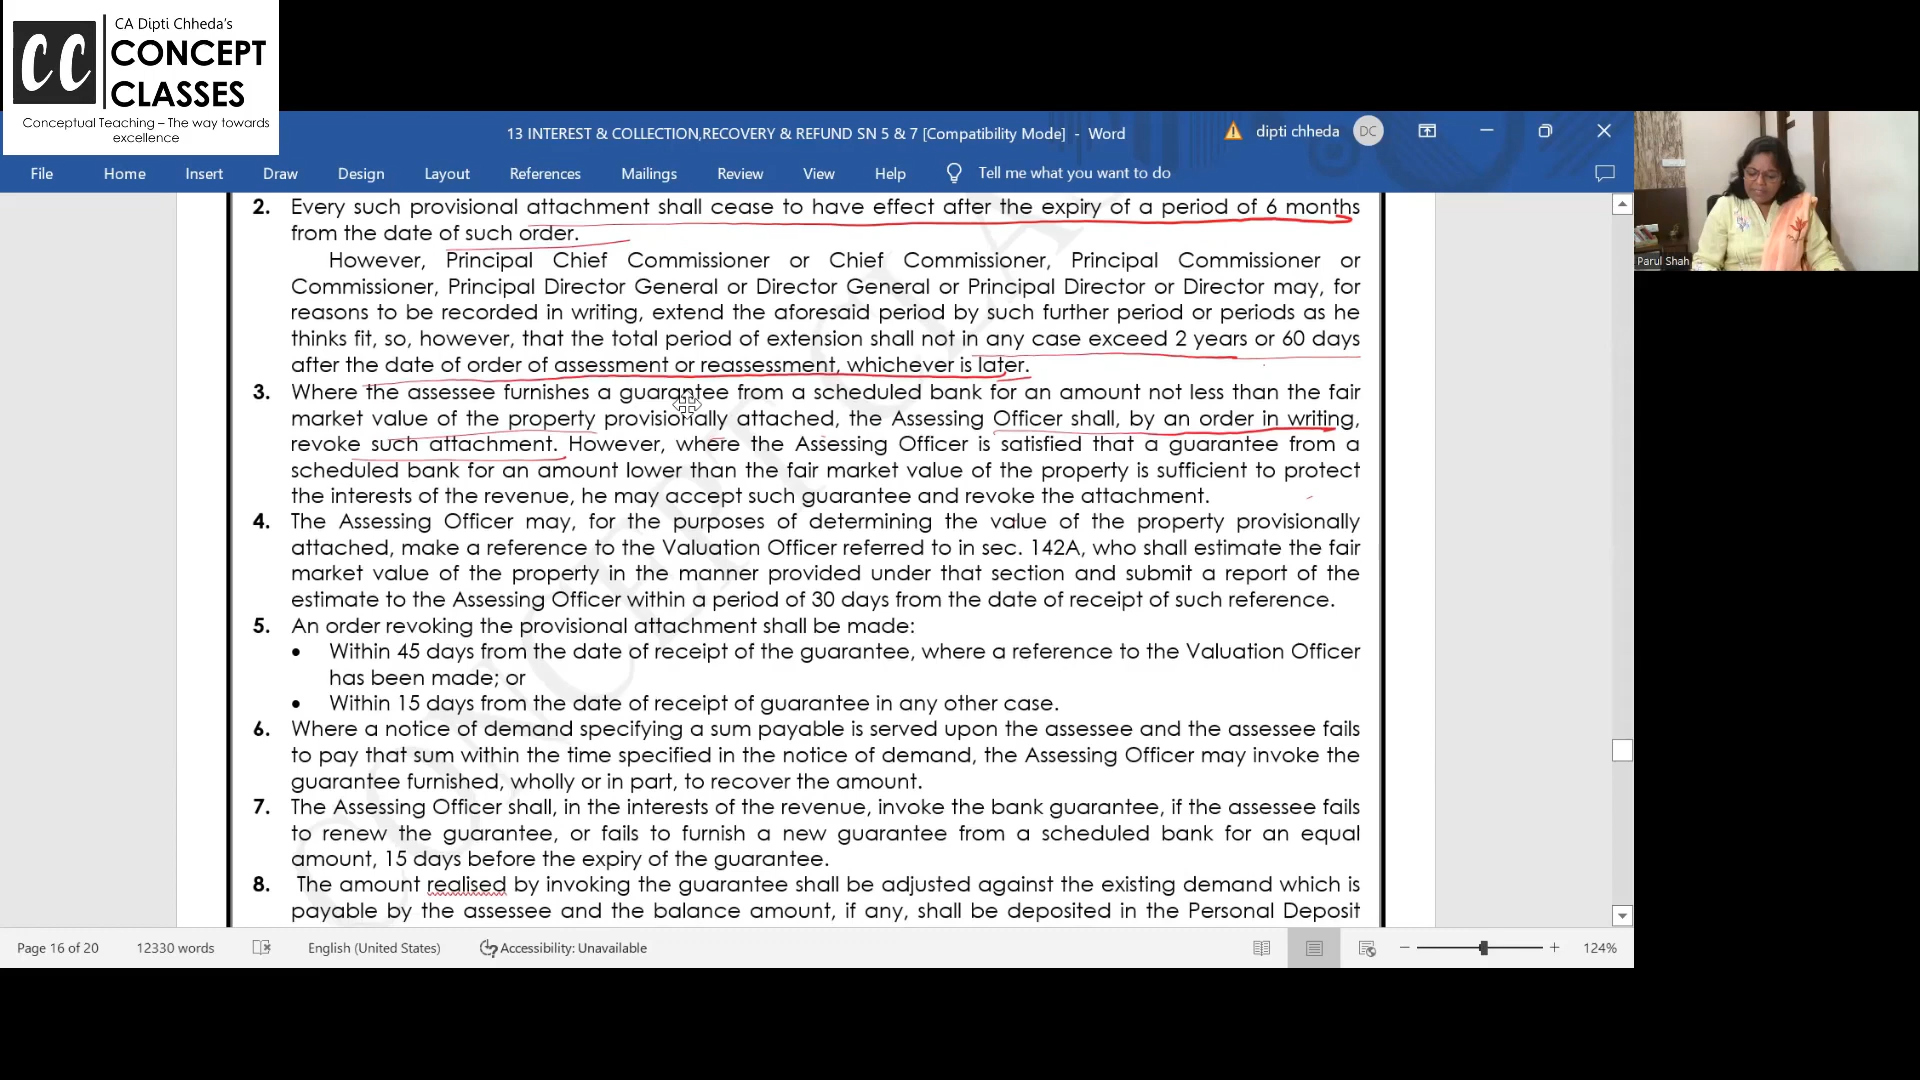 CA Dipti Chheda's
CC
CONCEPT
CLASSES
Conceptual Teaching – The way towards
excellence
13 INTEREST & COLLECTION,RECOVERY & REFUND SN 5 & 7 [Compatibility Mode] - Word
dipti chheda
DC
File Home Insert Draw Design Layout References Mailings Review View Help Tell me what you want to do
2. Every such provisional attachment shall cease to have effect after the expiry of a period of 6 months
from the date of such order.
However, Principal Chief Commissioner or Chief Commissioner, Principal Commissioner or
Commissioner, Principal Director General or Director General or Principal Director or Director may, for
reasons to be recorded in writing, extend the aforesaid period by such further period or periods as he
thinks fit, so, however, that the total period of extension shall not in any case exceed 2 years or 60 days
after the date of order of assessment or reassessment, whichever is later.
3. Where the assessee furnishes a guarantee from a scheduled bank for an amount not less than the fair
market value of the property provisionally attached, the Assessing Officer shall, by an order in writing,
revoke such attachment. However, where the Assessing Officer is satisfied that a guarantee from a
scheduled bank for an amount lower than the fair market value of the property is sufficient to protect
the interests of the revenue, he may accept such guarantee and revoke the attachment.
4. The Assessing Officer may, for the purposes of determining the value of the property provisionally
attached, make a reference to the Valuation Officer referred to in sec. 142A, who shall estimate the fair
market value of the property in the manner provided under that section and submit a report of the
estimate to the Assessing Officer within a period of 30 days from the date of receipt of such reference.
5. An order revoking the provisional attachment shall be made:
• Within 45 days from the date of receipt of the guarantee, where a reference to the Valuation Officer
has been made; or
• Within 15 days from the date of receipt of guarantee in any other case.
6. Where a notice of demand specifying a sum payable is served upon the assessee and the assessee fails
to pay that sum within the time specified in the notice of demand, the Assessing Officer may invoke the
guarantee furnished, wholly or in part, to recover the amount.
7. The Assessing Officer shall, in the interests of the revenue, invoke the bank guarantee, if the assessee fails
to renew the guarantee, or fails to furnish a new guarantee from a scheduled bank for an equal
amount, 15 days before the expiry of the guarantee.
8. The amount realised by invoking the guarantee shall be adjusted against the existing demand which is
payable by the assessee and the balance amount, if any, shall be deposited in the Personal Deposit
CONCEPT CLA
Parul Shah
Page 16 of 20 12330 words English (United States) Accessibility: Unavailable 124%